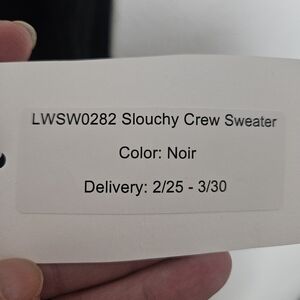 LWSW0282 Slouchy Crew Sweater
Color: Noir
Delivery: 2/25 - 3/30